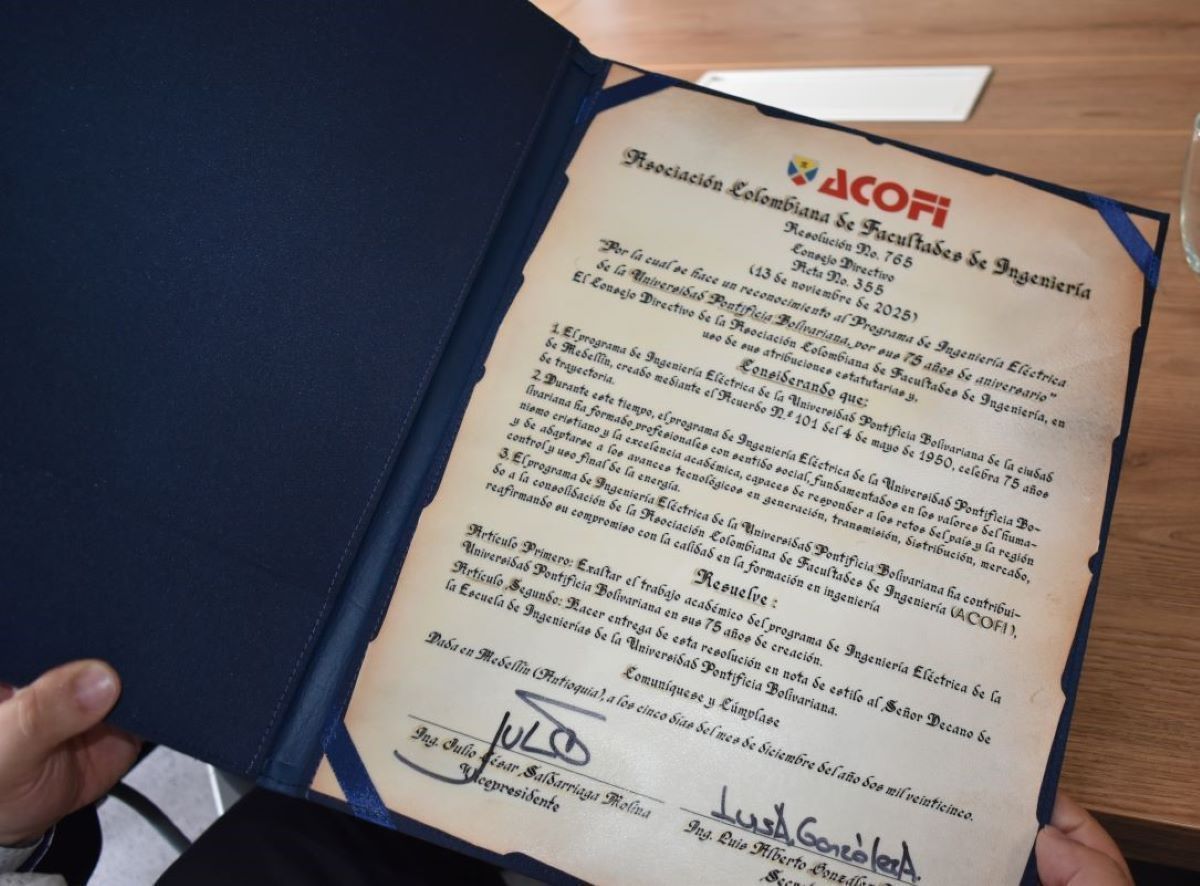 ACOFI
Asociación Colombiana de Facultades de Ingeniería
Resolución No. 765
Consejo Directivo
Acta No. 355
(13 de noviembre de 2025)
"Por la cual se hace un reconocimiento al Programa de Ingeniería Eléctrica
de la Universidad Pontificia Bolivariana, por sus 75 años de aniversario"
El Consejo Directivo de la Asociación Colombiana de Facultades de Ingeniería, en
uso de sus atribuciones estatutarias y,
Considerando que:
1. El programa de Ingeniería Eléctrica de la Universidad Pontificia Bolivariana de la ciudad
de Medellín, creado mediante el Acuerdo N.º 101 del 4 de mayo de 1950, celebra 75 años
de trayectoria.
2. Durante este tiempo, el programa de Ingeniería Eléctrica de la Universidad Pontificia Bo-
livariana ha formado profesionales con sentido social, fundamentados en los valores del huma-
nismo cristiano y la excelencia académica, capaces de responder a los retos del país y la región
y de adaptarse a los avances tecnológicos en generación, transmisión, distribución, mercado,
control y uso final de la energía.
3. El programa de Ingeniería Eléctrica de la Universidad Pontificia Bolivariana ha contribui-
do a la consolidación de la Asociación Colombiana de Facultades de Ingeniería (ACOFI),
reafirmando su compromiso con la calidad en la formación en ingeniería
Resuelve:
Artículo Primero: Exaltar el trabajo académico del programa de Ingeniería Eléctrica de la
Universidad Pontificia Bolivariana en sus 75 años de creación.
Artículo Segundo: Hacer entrega de esta resolución en nota de estilo al Señor Decano de
la Escuela de Ingenierías de la Universidad Pontificia Bolivariana.
Comuníquese y Cúmplase
Dada en Medellín (Antioquia), a los cinco días del mes de diciembre del año dos mil veinticinco.
Ing. Julio César Saldarriaga Molina
Vicepresidente
Luis A. González A.
Ing. Luis Alberto González